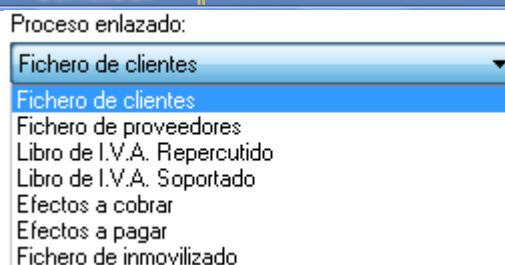 Proceso enlazado:
Fichero de clientes
Fichero de clientes
Fichero de proveedores
Libro de I.V.A. Repercutido
Libro de I.V.A. Soportado
Efectos a cobrar
Efectos a pagar
Fichero de inmovilizado